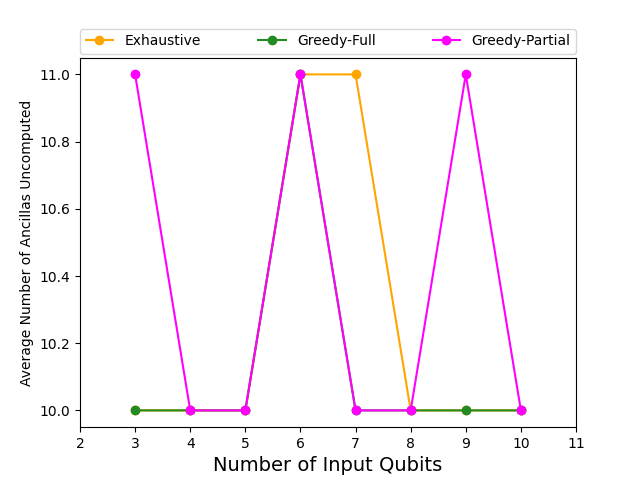 Exhaustive Greedy-Full Greedy-Partial
11.0
10.8
10.6
10.4
10.2
10.0
Average Number of Ancillas Uncomputed
2 3 4 5 6 7 8 9 10 11
Number of Input Qubits